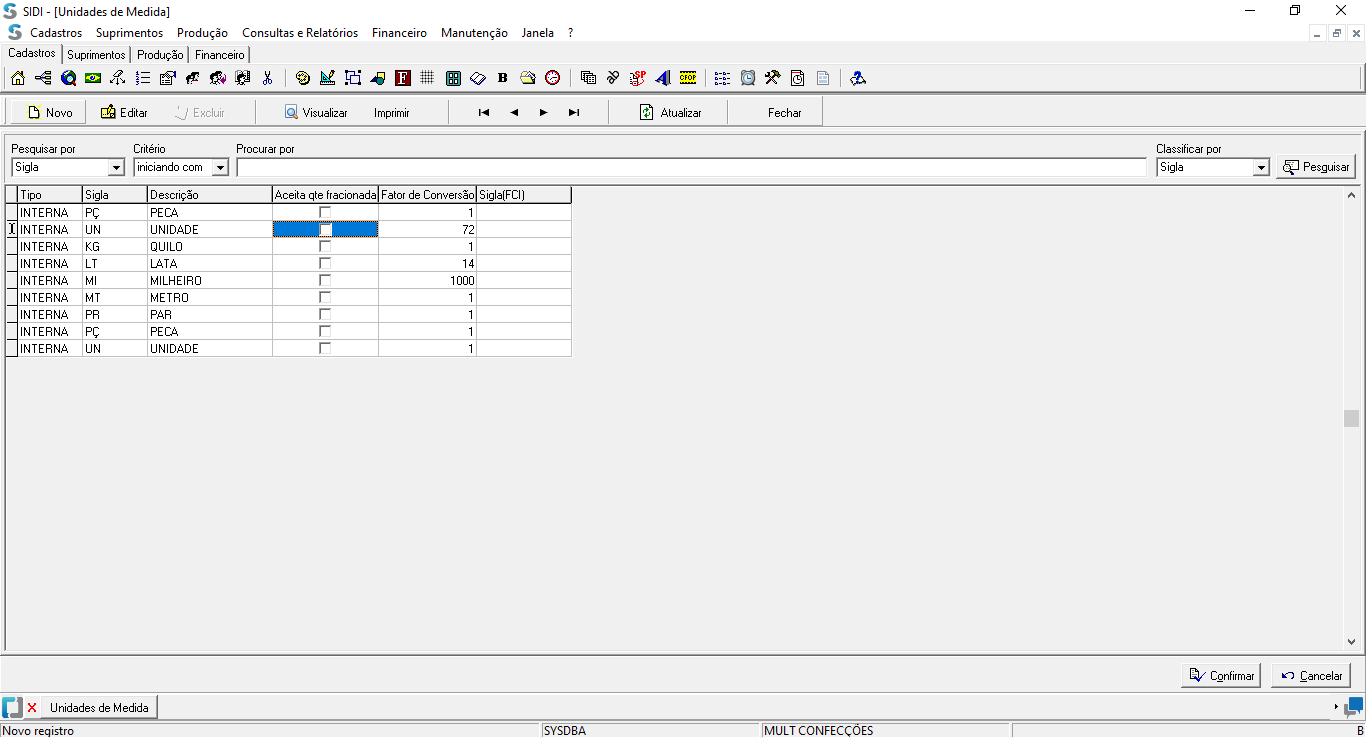 SIDI - [Unidades de Medida]
Cadastros Suprimentos Produção Consultas e Relatórios Financeiro Manutenção Janela ?
Cadastros Suprimentos Produção Financeiro
F B SP CFOP
Novo Editar Excluir Visualizar Imprimir Atualizar Fechar
Pesquisar por Critério Procurar por Classificar por
Sigla iniciando com Sigla Pesquisar
Tipo Sigla Descrição Aceita qte fracionada Fator de Conversão Sigla(FCI)
INTERNA PÇ PECA 1
INTERNA UN UNIDADE 72
INTERNA KG QUILO 1
INTERNA LT LATA 14
INTERNA MI MILHEIRO 1000
INTERNA MT METRO 1
INTERNA PR PAR 1
INTERNA PÇ PECA 1
INTERNA UN UNIDADE 1
Confirmar Cancelar
Unidades de Medida
Novo registro SYSDBA MULT CONFECÇÕES B